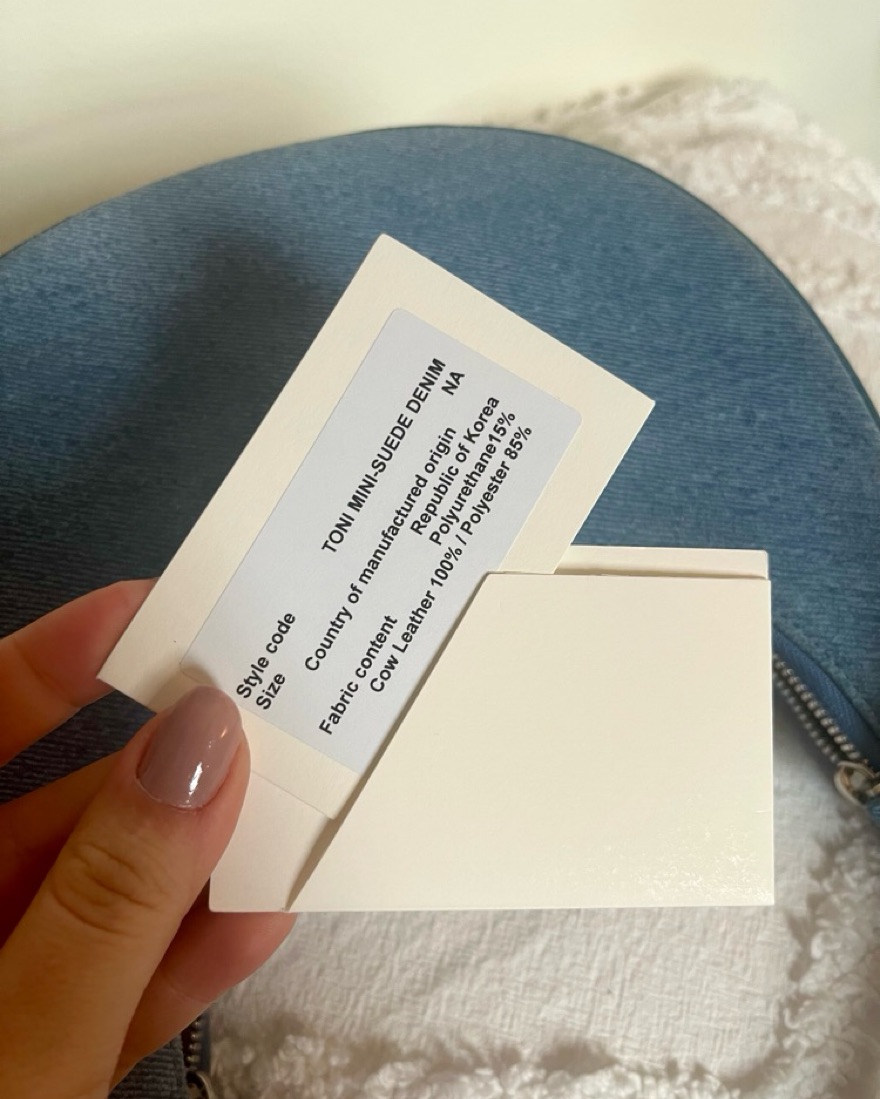 Style code TONI MINI-SUEDE DENIM
Size NA
Country of manufactured origin
Republic of Korea
Fabric content Polyurethane15%
Cow Leather 100% / Polyester 85%